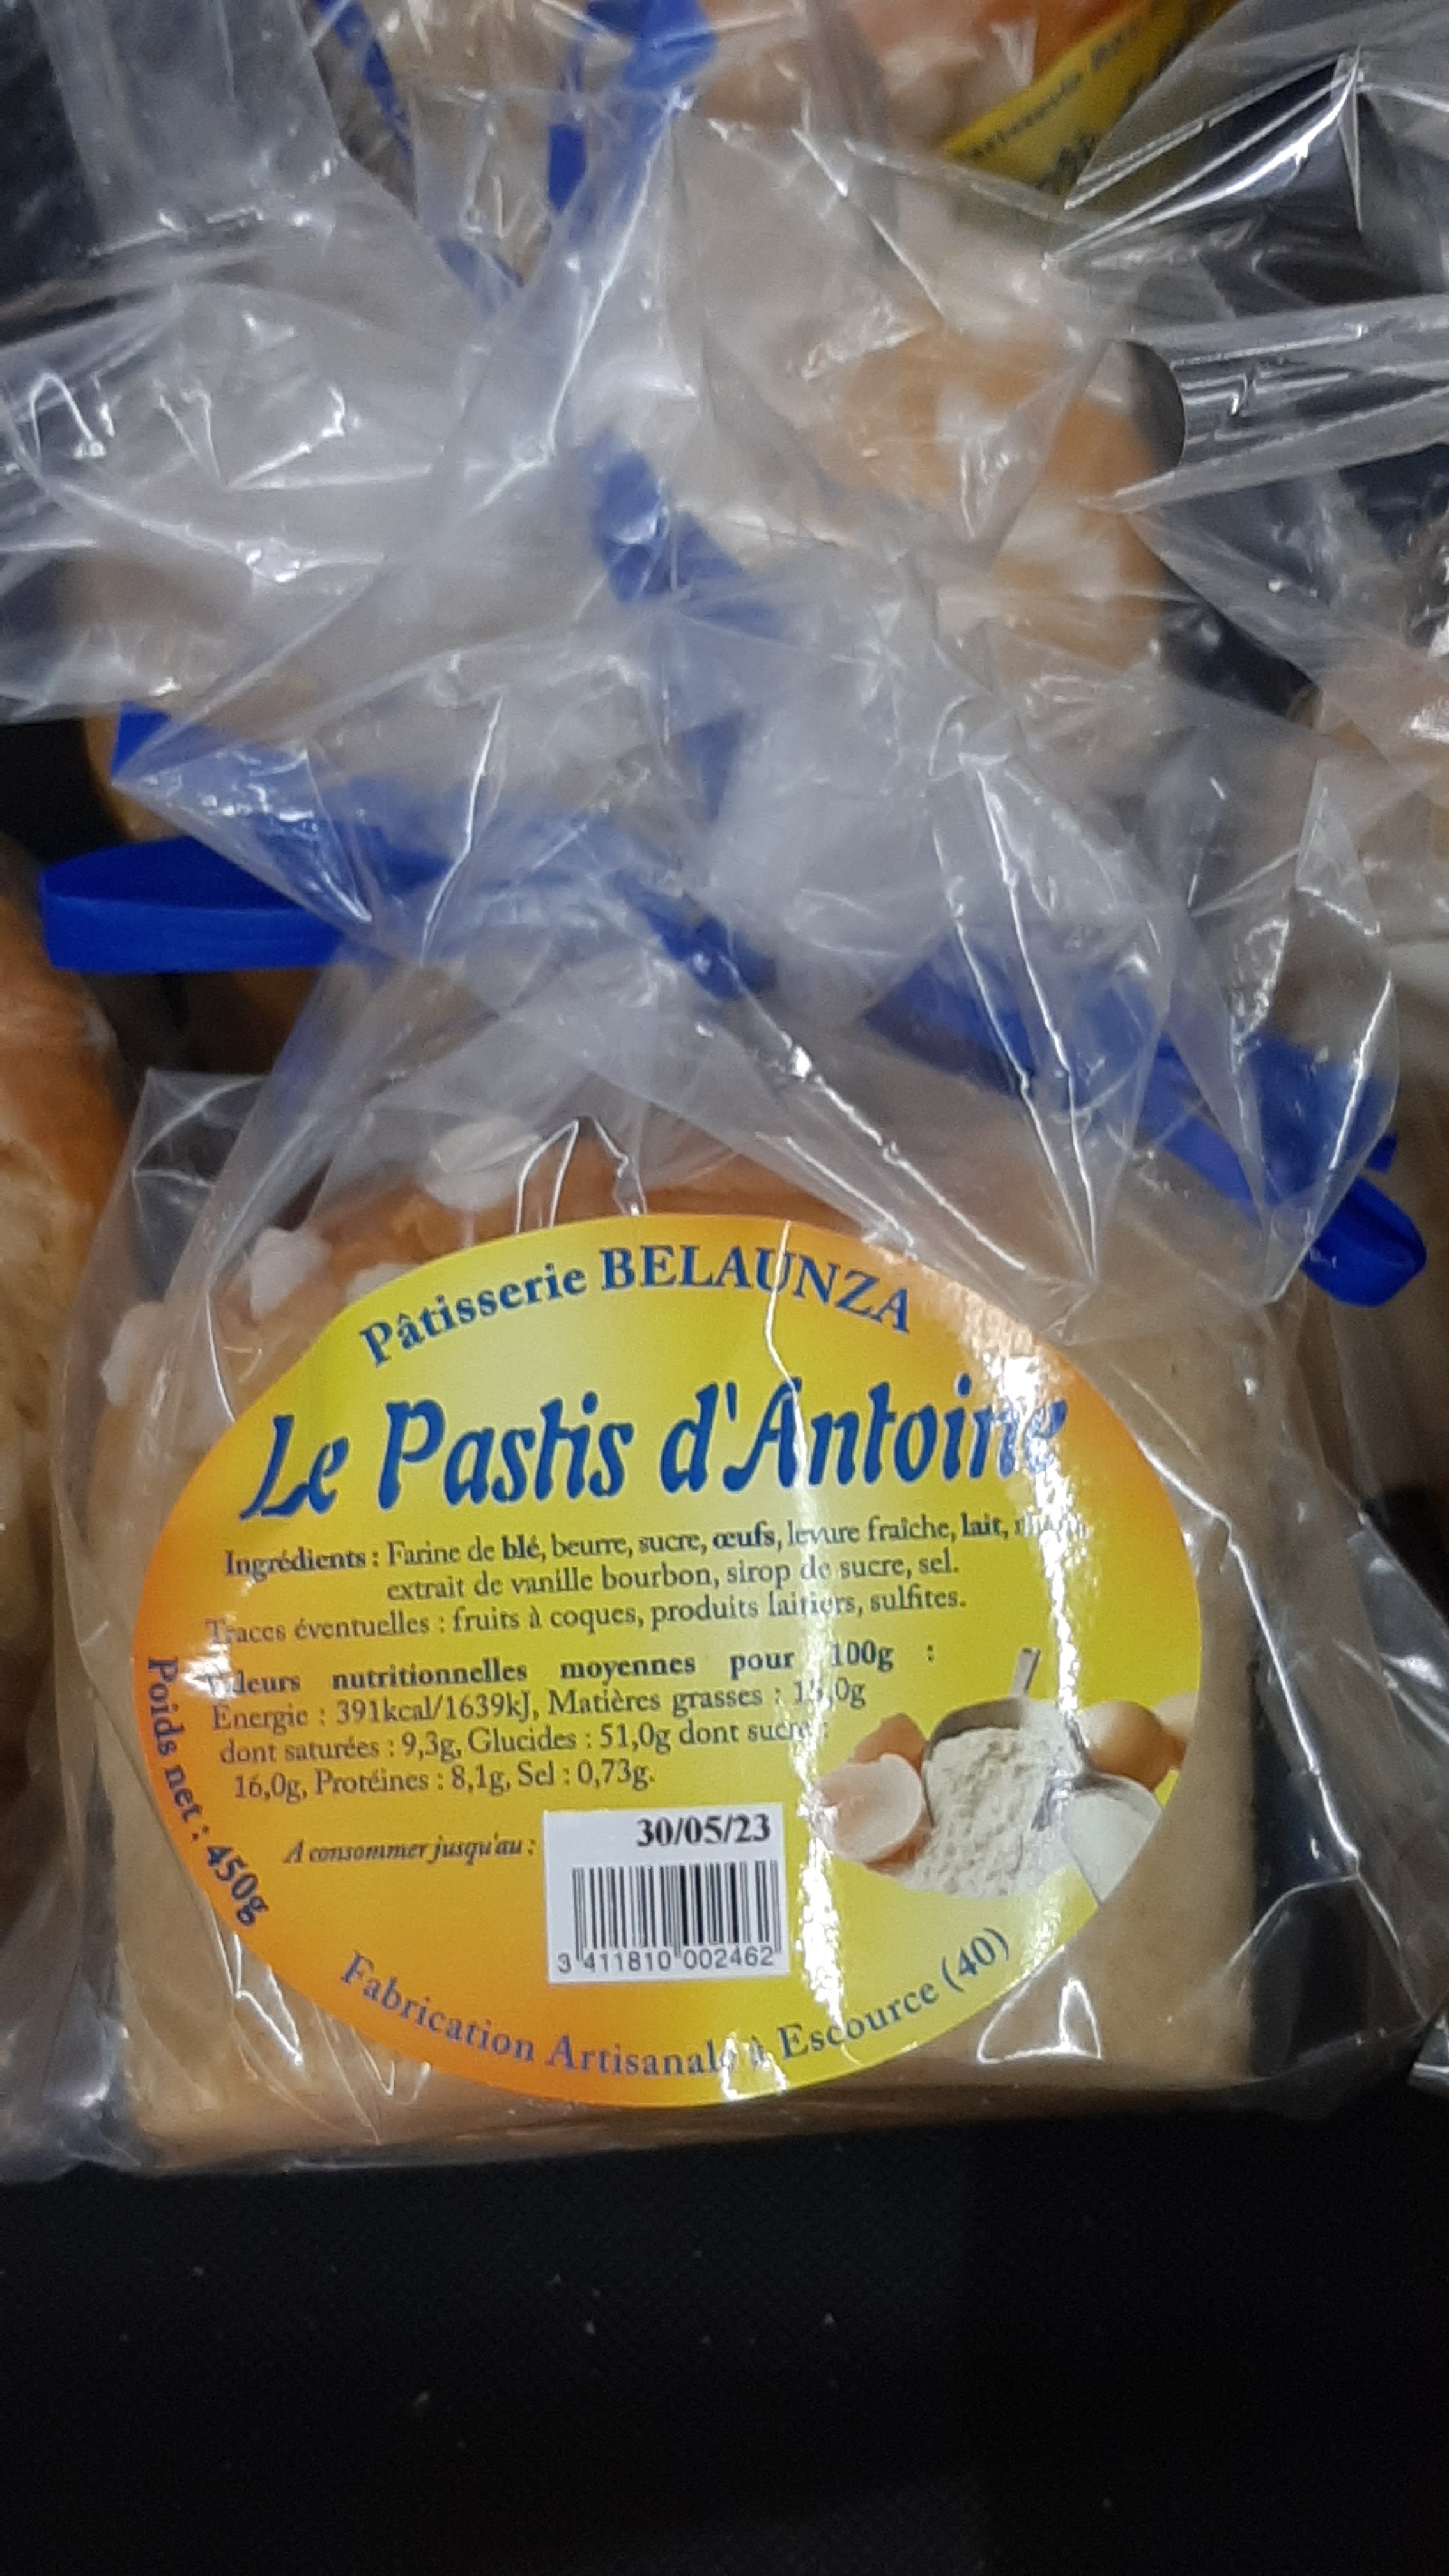 Pâtisserie BELAUNZA
Le Pastis d'Antoine
Ingrédients : Farine de blé, beurre, sucre, œufs, levure fraîche, lait,
extrait de vanille bourbon, sirop de sucre, sel.
Traces éventuelles : fruits à coques, produits laitiers, sulfites.
Valeurs nutritionnelles moyennes pour 100g :
Énergie : 391kcal/1639kJ, Matières grasses :
dont saturées : 9,3g, Glucides : 51,0g dont sucre :
16,0g, Protéines : 8,1g, Sel : 0,73g.
Poids net : 450g
A consommer jusqu'au : 30/05/23
3 411810 002462
Fabrication Artisanale à Escource (40)